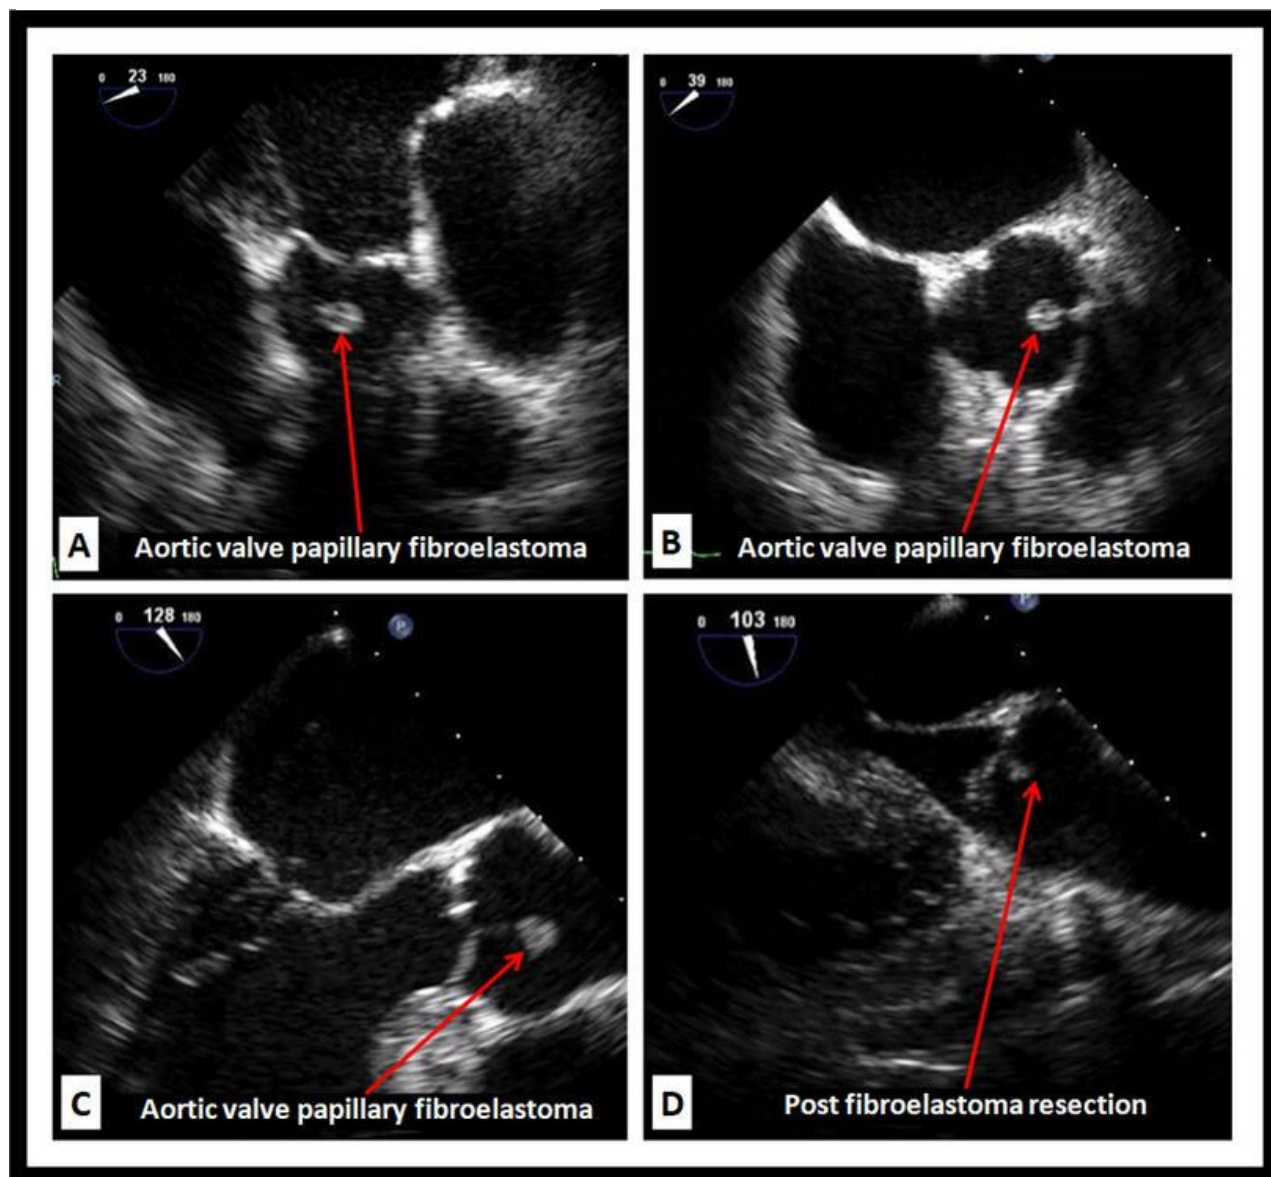 0 23 180
A Aortic valve papillary fibroelastoma
R
0 39 180
B Aortic valve papillary fibroelastoma
0 128 180
P
C Aortic valve papillary fibroelastoma
0 103 180
P
D Post fibroelastoma resection